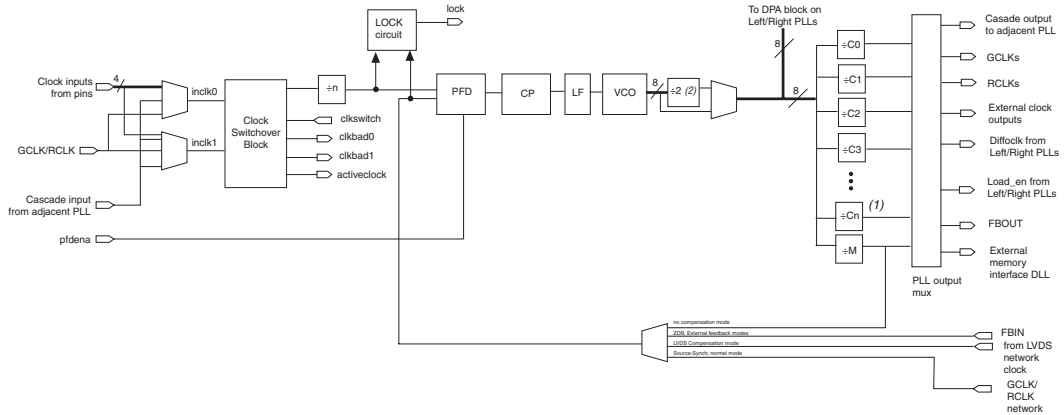 To DPA block on
Left/Right PLLs
lock
LOCK
circuit
Casade output
to adjacent PLL
8
÷C0
GCLKs
4
Clock inputs
from pins
inclk0
÷n
PFD
CP
LF
VCO
8
÷2 (2)
8
÷C1
RCLKs
Clock
Switchover
Block
clkswitch
÷C2
External clock
outputs
inclk1
clkbad0
GCLK/RCLK
clkbad1
÷C3
Diffioclk from
Left/Right PLLs
activeclock
Load_en from
Left/Right PLLs
Cascade input
from adjacent PLL
÷Cn
(1)
FBOUT
pfdena
÷M
External
memory
interface DLL
PLL output
mux
no compensation mode
ZDB, External feedback modes
FBIN
LVDS Compensation mode
from LVDS
network
clock
Source-Synch; normal mode
GCLK/
RCLK
network